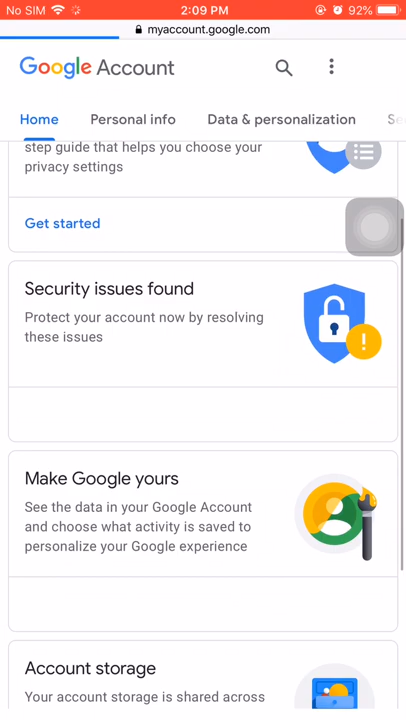 No SIM 2:09 PM 92%
myaccount.google.com
Google Account
Home Personal info Data & personalization Se
step guide that helps you choose your
privacy settings
Get started
Security issues found
Protect your account now by resolving
these issues
Make Google yours
See the data in your Google Account
and choose what activity is saved to
personalize your Google experience
Account storage
Your account storage is shared across